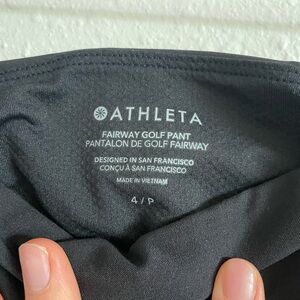 ATHLETA
FAIRWAY GOLF PANT
PANTALON DE GOLF FAIRWAY
DESIGNED IN SAN FRANCISCO
CONÇU À SAN FRANCISCO
MADE IN VIETNAM
4 / P